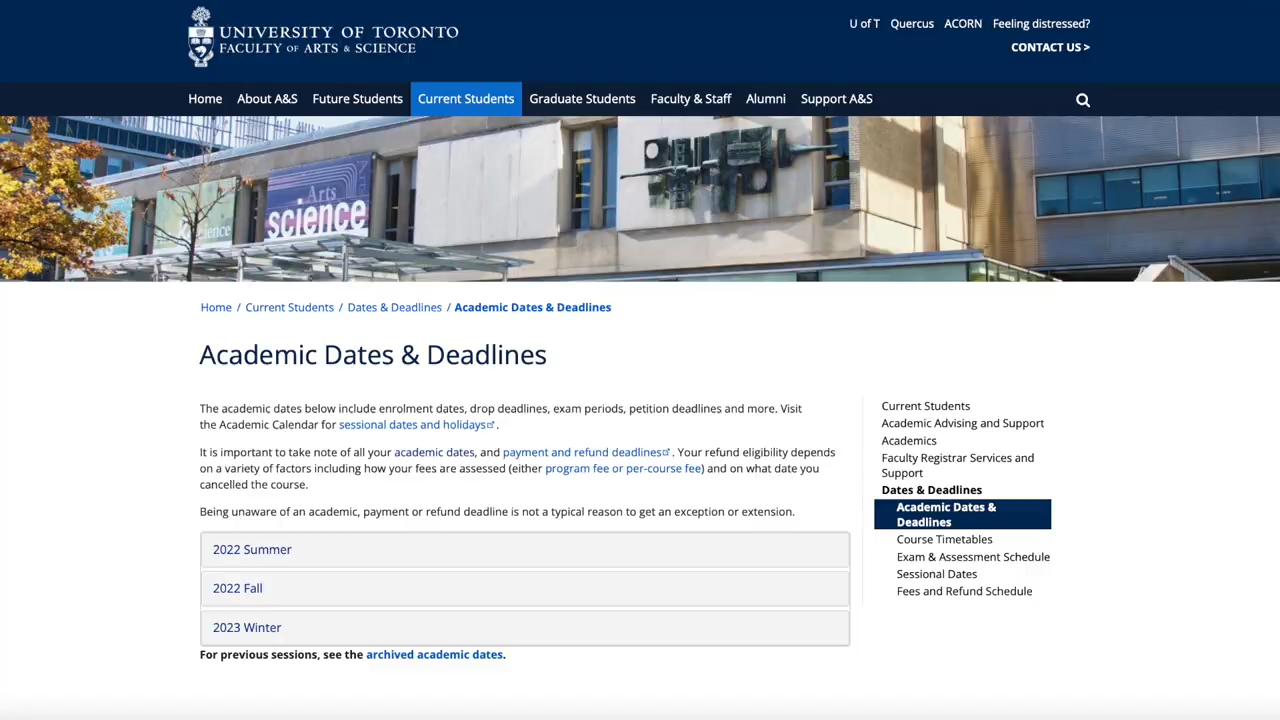 UNIVERSITY OF TORONTO
FACULTY OF ARTS & SCIENCE
U of T Quercus ACORN Feeling distressed?
CONTACT US >
Home About A&S Future Students Current Students Graduate Students Faculty & Staff Alumni Support A&S
Arts
science
Home / Current Students / Dates & Deadlines / Academic Dates & Deadlines
Academic Dates & Deadlines
The academic dates below include enrolment dates, drop deadlines, exam periods, petition deadlines and more. Visit
the Academic Calendar for sessional dates and holidays.
It is important to take note of all your academic dates, and payment and refund deadlines. Your refund eligibility depends
on a variety of factors including how your fees are assessed (either program fee or per-course fee) and on what date you
cancelled the course.
Being unaware of an academic, payment or refund deadline is not a typical reason to get an exception or extension.
2022 Summer
2022 Fall
2023 Winter
For previous sessions, see the archived academic dates.
Current Students
Academic Advising and Support
Academics
Faculty Registrar Services and
Support
Dates & Deadlines
Academic Dates &
Deadlines
Course Timetables
Exam & Assessment Schedule
Sessional Dates
Fees and Refund Schedule